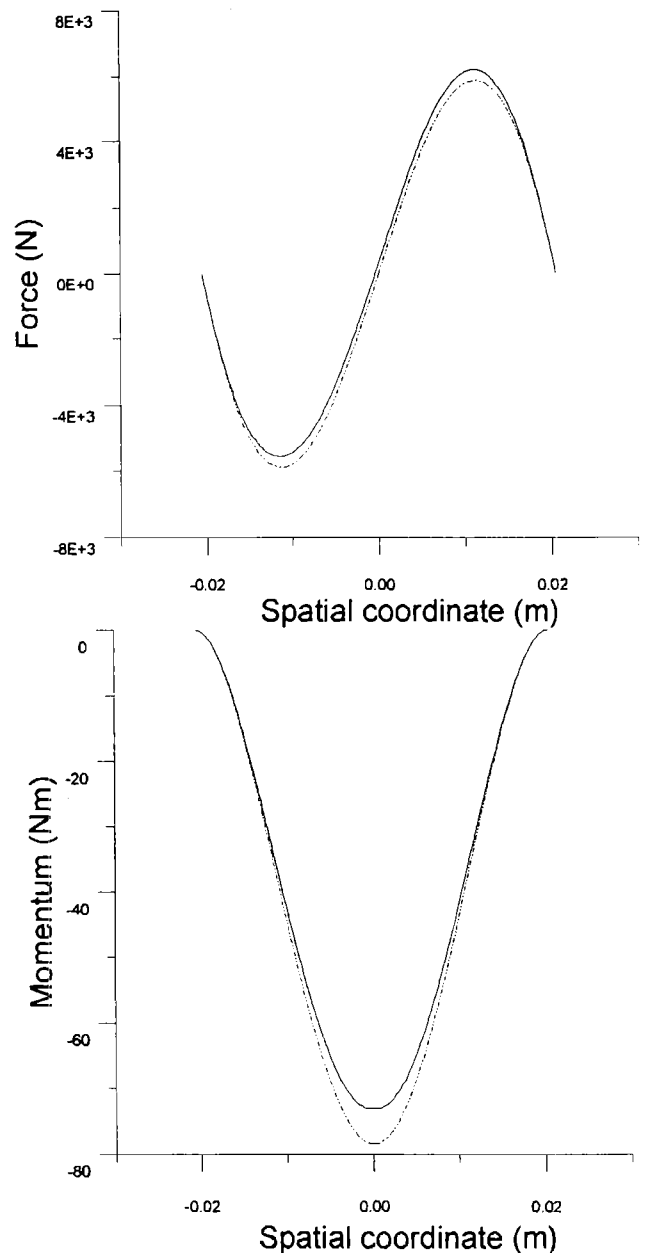 8E+3
4E+3
0E+0
-4E+3
-8E+3
Force (N)
-0.02
0.00
0.02
Spatial coordinate (m)
0
-20
-40
-60
-80
Momentum (Nm)
-0.02
0.00
0.02
Spatial coordinate (m)